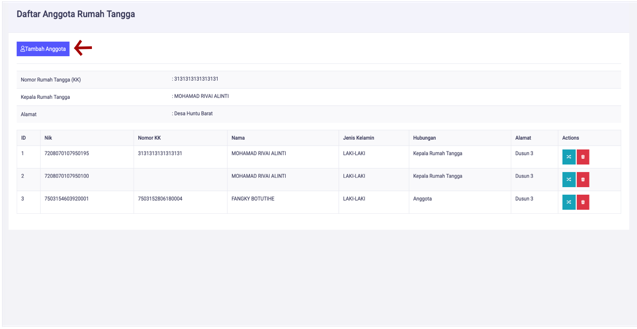 Daftar Anggota Rumah Tangga
Tambah Anggota
Nomor Rumah Tangga (KK) : 3131313131313131
Kepala Rumah Tangga : MOHAMAD RIVAI ALINTI
Alamat : Desa Huntu Barat
ID Nik Nomor KK Nama Jenis Kelamin Hubungan Alamat Actions
1 7208070107950195 3131313131313131 MOHAMAD RIVAI ALINTI LAKI-LAKI Kepala Rumah Tangga Dusun 3
2 7208070107950100 MOHAMAD RIVAI ALINTI LAKI-LAKI Kepala Rumah Tangga Dusun 3
3 7503154603920001 7503152806180004 FANGKY BOTUTIHE LAKI-LAKI Anggota Dusun 3